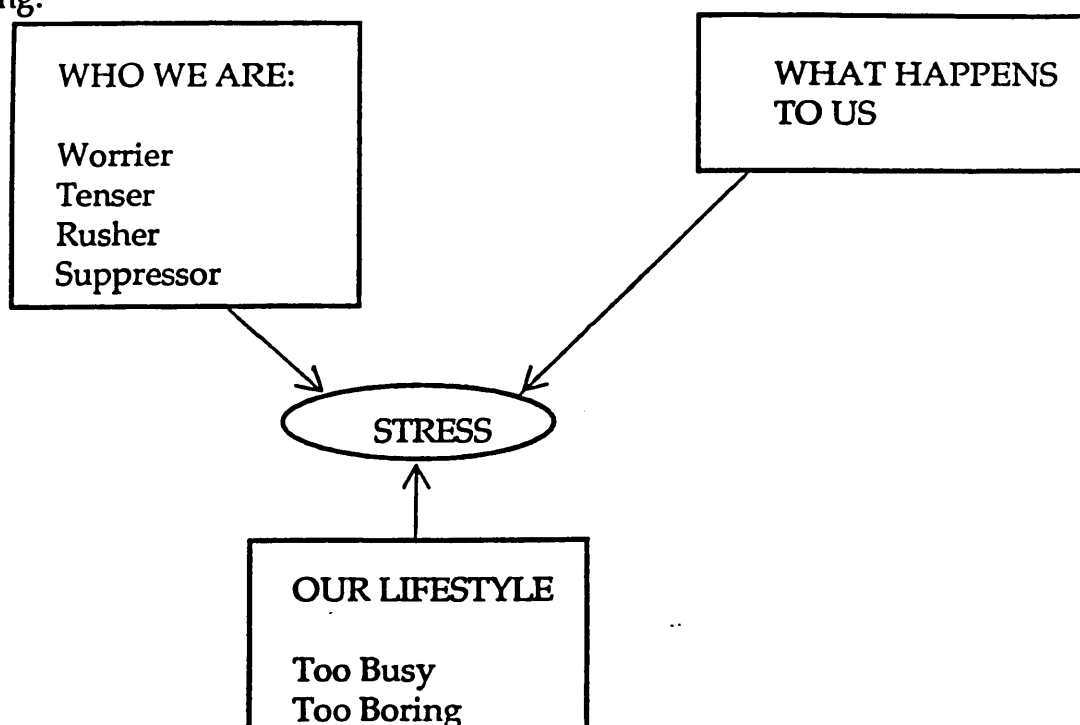 WHO WE ARE:
Worrier
Tenser
Rusher
Suppressor
WHAT HAPPENS
TO US
STRESS
OUR LIFESTYLE
Too Busy
Too Boring